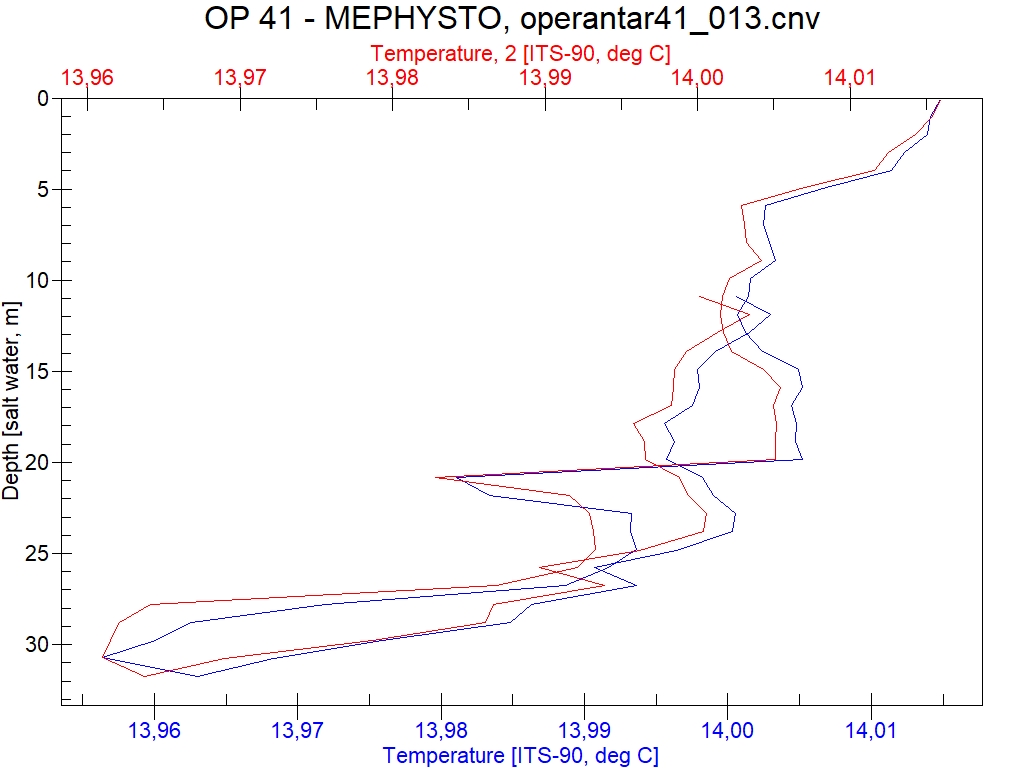 OP 41 - MEPHYSTO, operantar41_013.cnv
Temperature, 2 [ITS-90, deg C]
13,96 13,97 13,98 13,99 14,00 14,01
0
5
10
15
20
25
30
Depth [salt water, m]
13,96 13,97 13,98 13,99 14,00 14,01
Temperature [ITS-90, deg C]